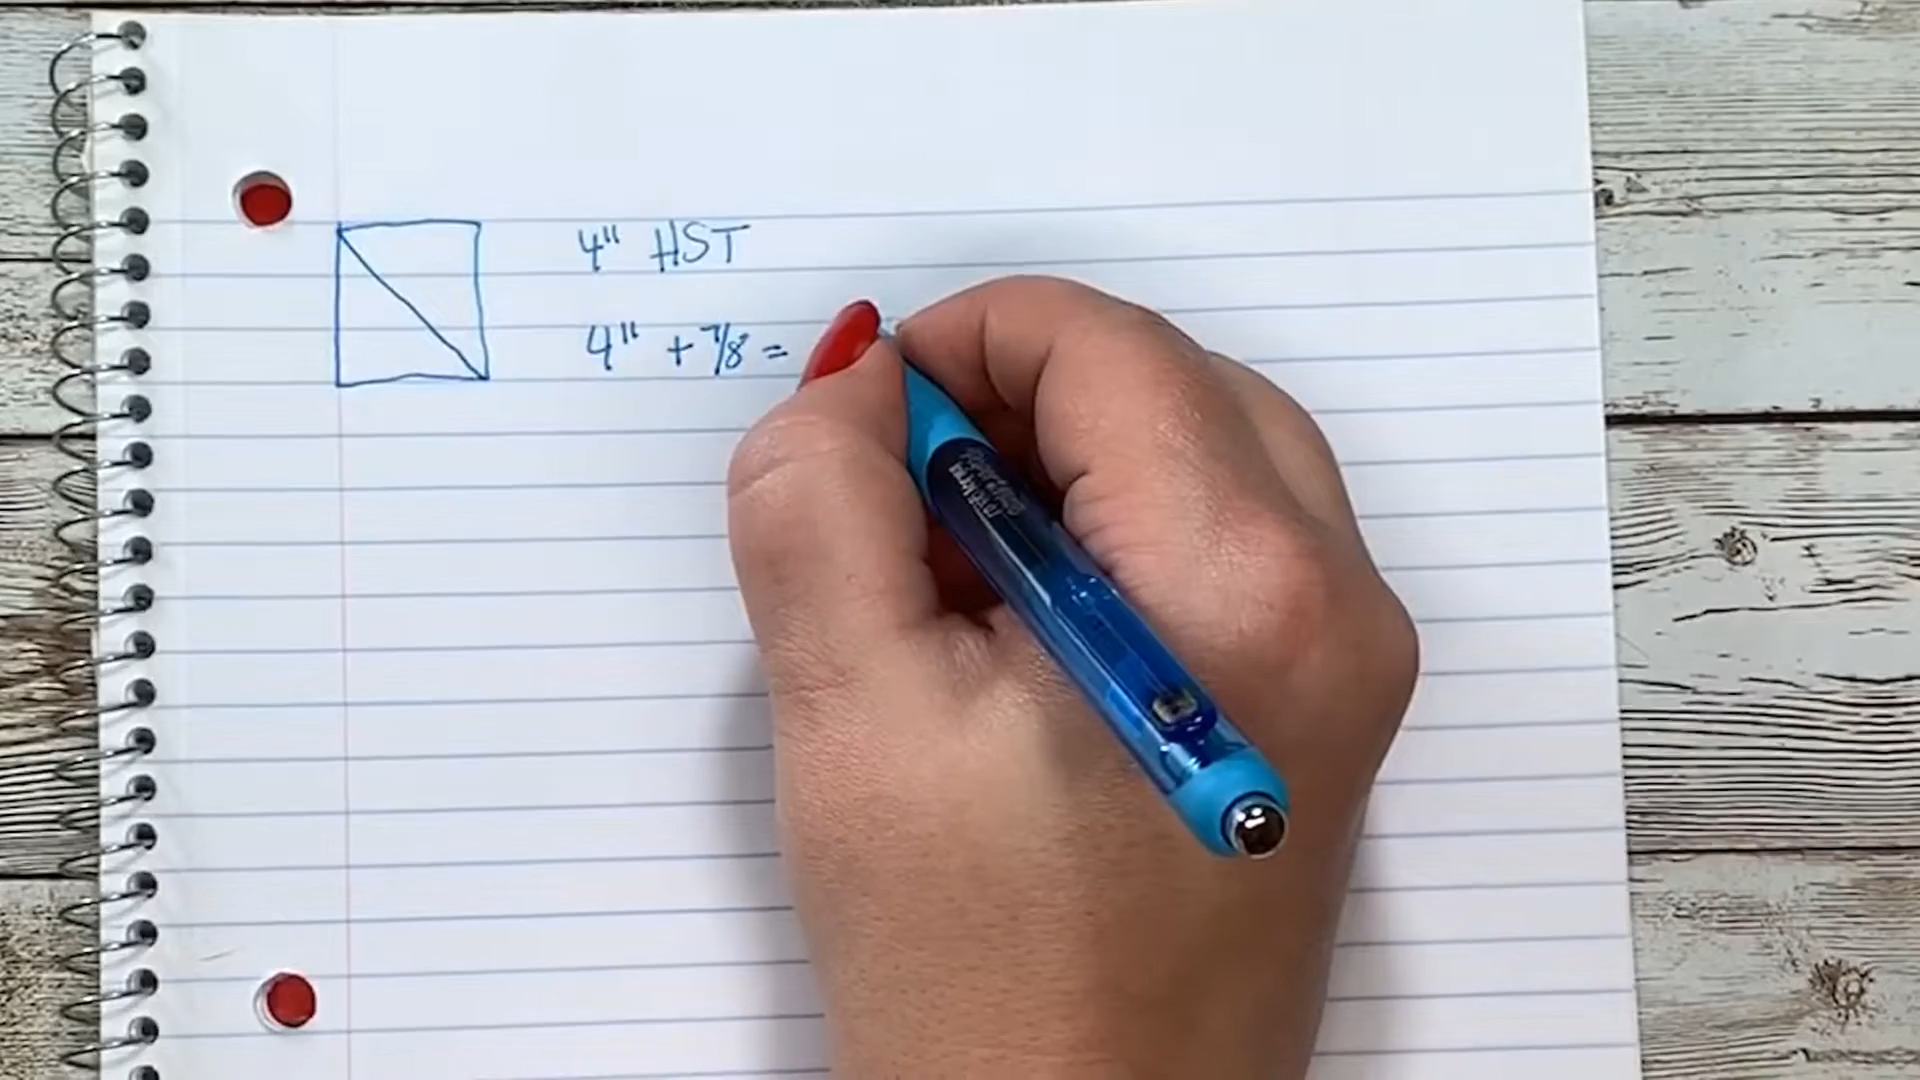 4" HST
4" + 7/8 =